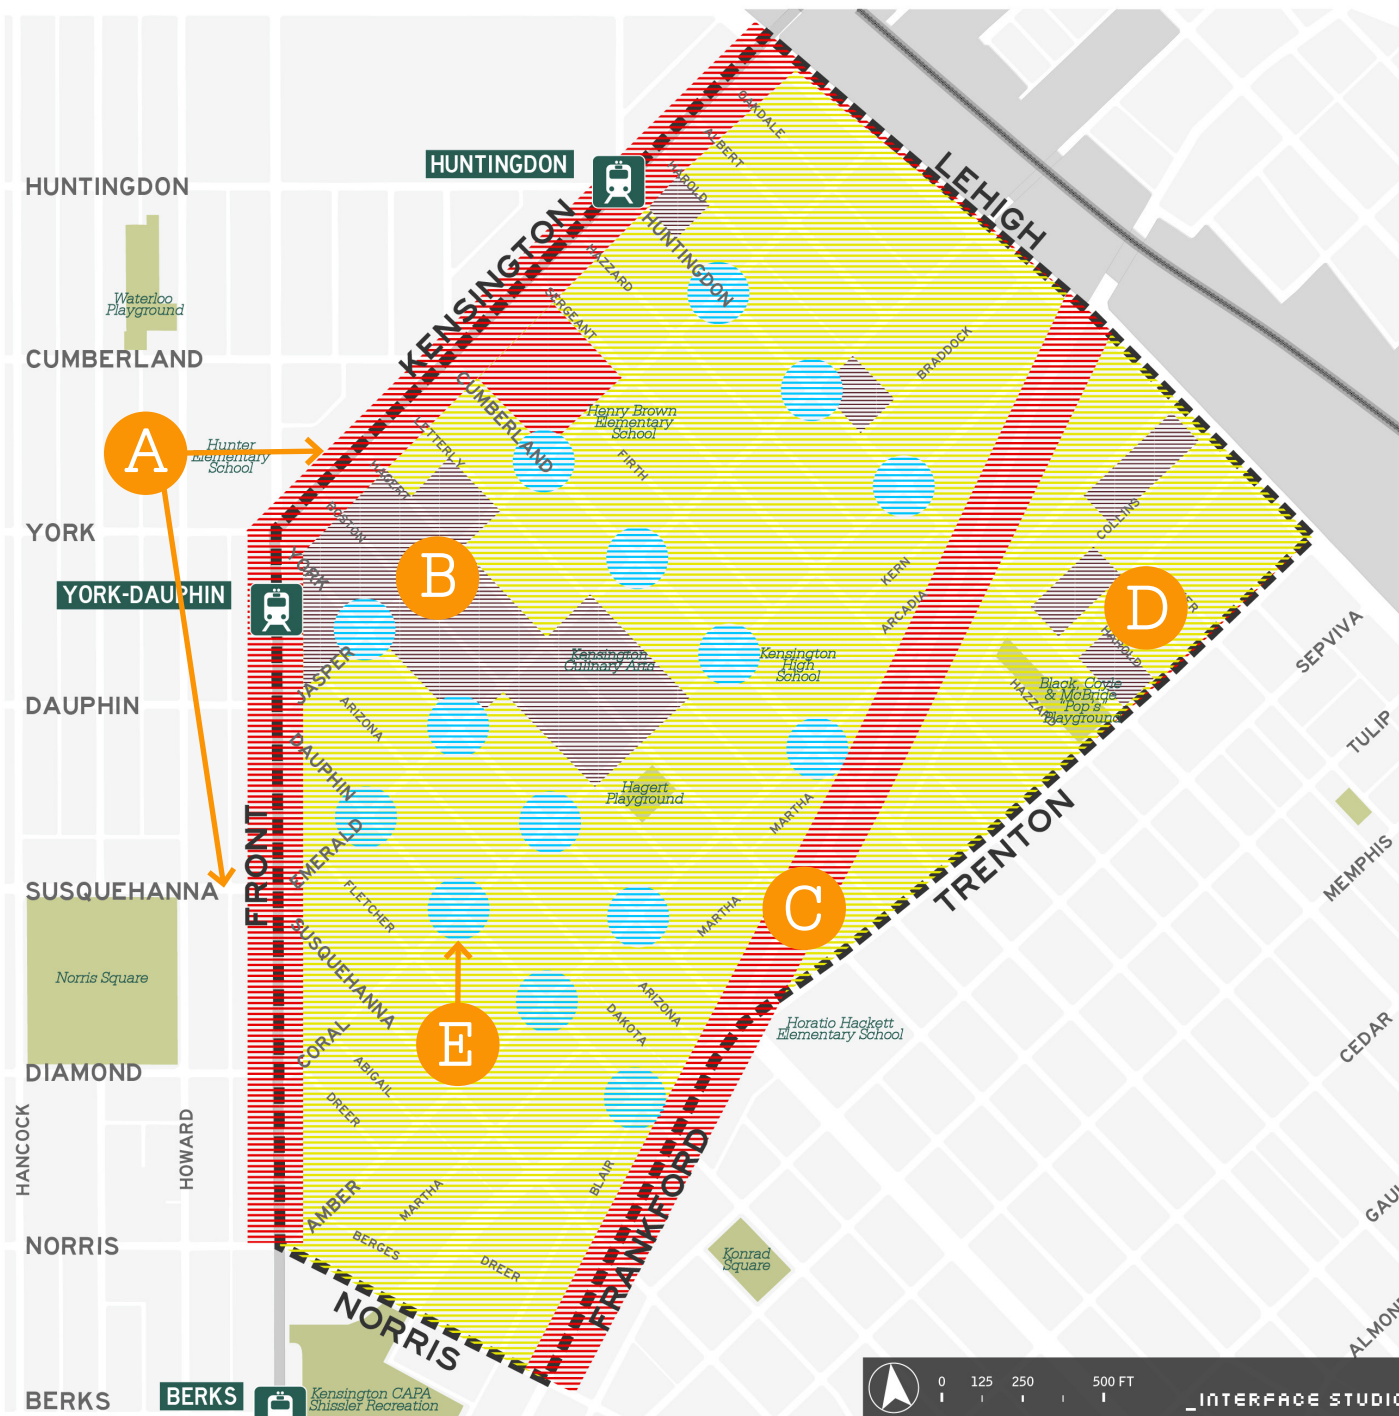 OAKDALE
ALBERT
HUNTINGDON
HAROLD
LEHIGH
HUNTINGDON
KENSINGTON
HUNTINGDON
HAZZARD
Waterloo
Playground
SERGEANT
BRADDOCK
CUMBERLAND
CUMBERLAND
Henry Brown
Elementary
School
LETTERLY
A
Hunter
Elementary
School
FIRTH
HAGERT
BOSTON
COLLINS
YORK
YORK
KERN
B
YORK-DAUPHIN
ARCADIA
D
HAROLD
SEPVIVA
JASPER
Kensington
Culinary Arts
Kensington
High
School
Black, Coyle
& McBride
"Pop's"
Playground
HAZZARD
DAUPHIN
ARIZONA
TULIP
DAUPHIN
Hagert
Playground
MARTHA
TRENTON
EMERALD
FRONT
MEMPHIS
SUSQUEHANNA
FLETCHER
MARTHA
C
SUSQUEHANNA
Norris Square
ARIZONA
DAKOTA
Horatio Hackett
Elementary School
CORAL
E
CEDAR
DIAMOND
ABIGAIL
DREER
HANCOCK
HOWARD
BLAIR
AMBER
MARTHA
FRANKFORD
NORRIS
BERGES
DREER
Konrad
Square
NORRIS
BERKS
BERKS
Kensington CAPA
Shissler Recreation
0 125 250 500 FT
_INTERFACE STUDIO